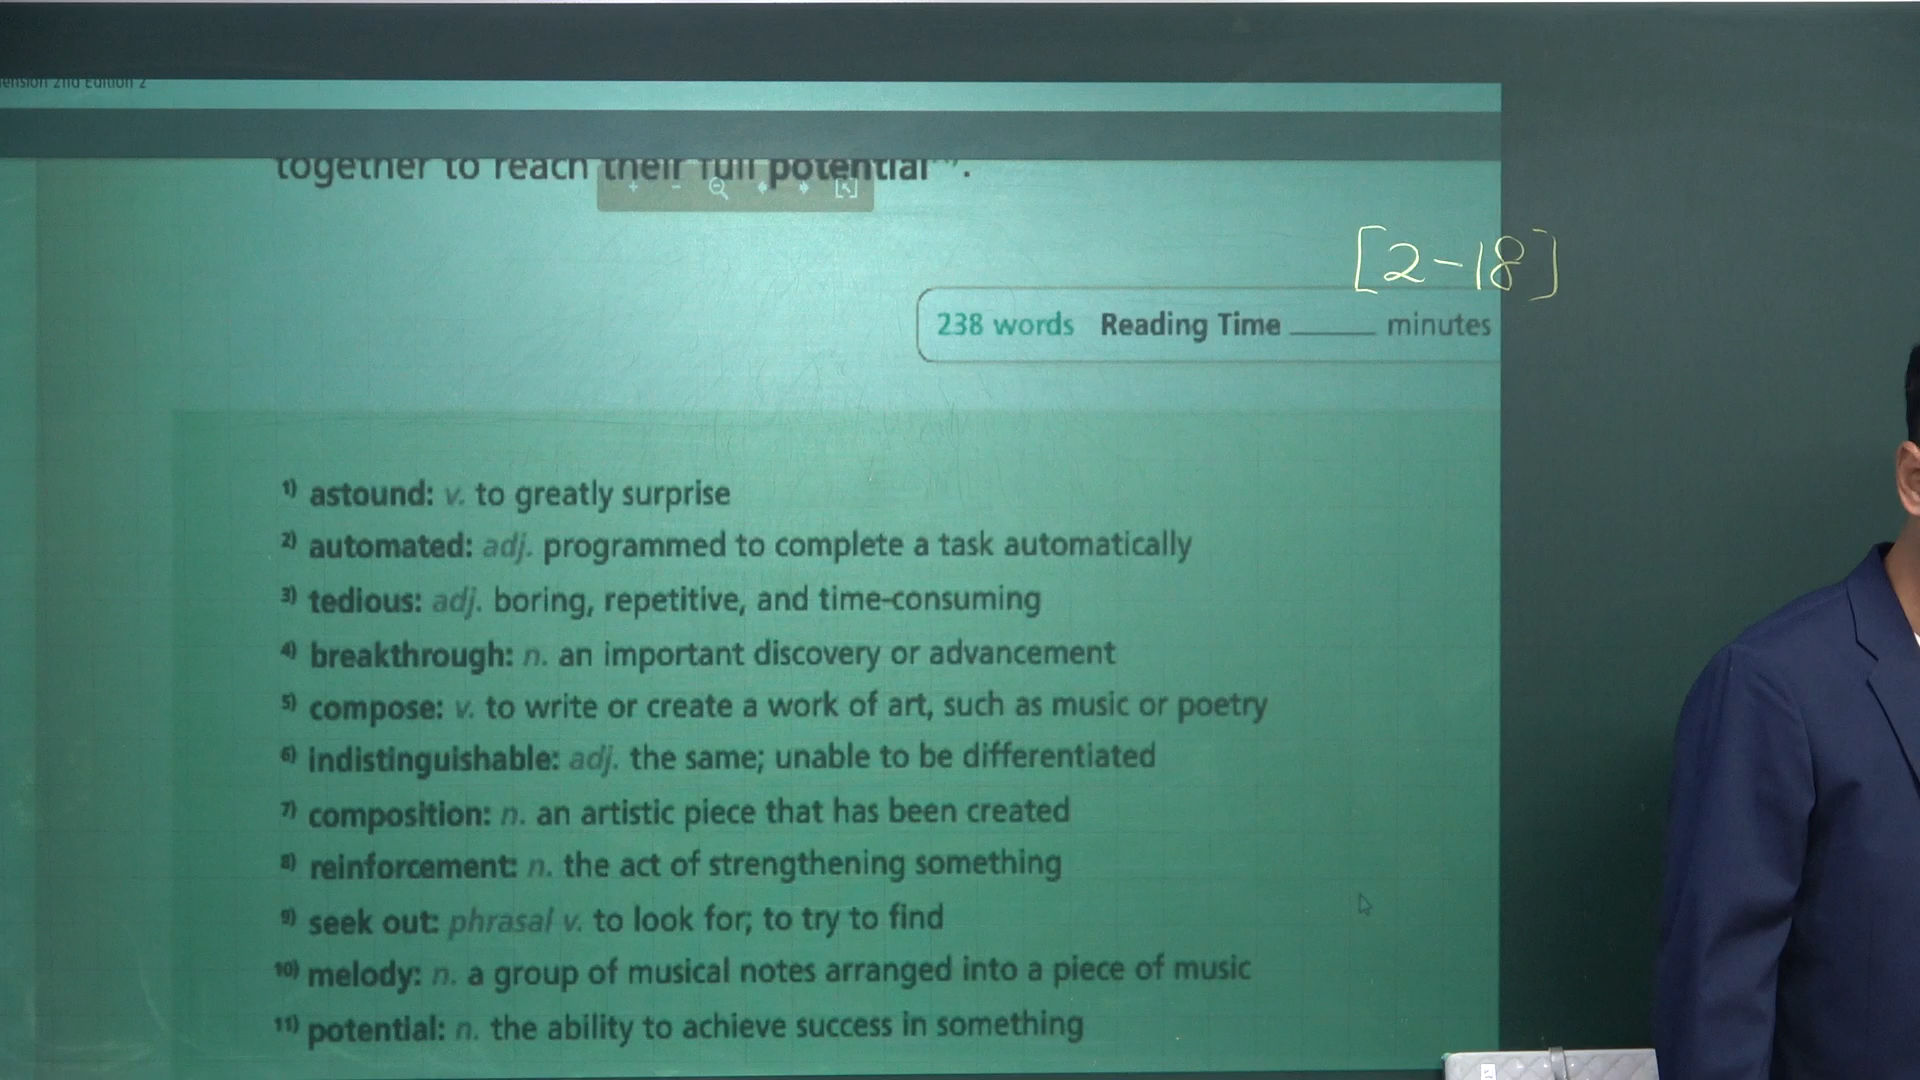 2nd Edition 2
together to reach their full potential¹¹⁾.
[2-18]
238 words Reading Time _____ minutes
1) astound: v. to greatly surprise
2) automated: adj. programmed to complete a task automatically
3) tedious: adj. boring, repetitive, and time-consuming
4) breakthrough: n. an important discovery or advancement
5) compose: v. to write or create a work of art, such as music or poetry
6) indistinguishable: adj. the same; unable to be differentiated
7) composition: n. an artistic piece that has been created
8) reinforcement: n. the act of strengthening something
9) seek out: phrasal v. to look for; to try to find
10) melody: n. a group of musical notes arranged into a piece of music
11) potential: n. the ability to achieve success in something